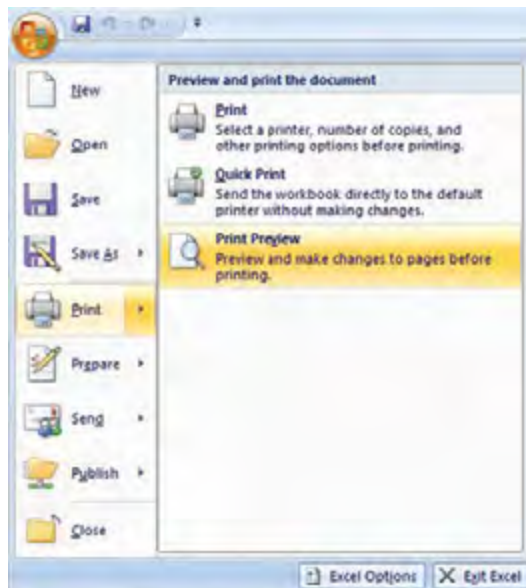 New
Open
Save
Save As
Print
Prepare
Send
Publish
Close
Preview and print the document
Print
Select a printer, number of copies, and
other printing options before printing.
Quick Print
Send the workbook directly to the default
printer without making changes.
Print Preview
Preview and make changes to pages before
printing.
Excel Options
Exit Excel